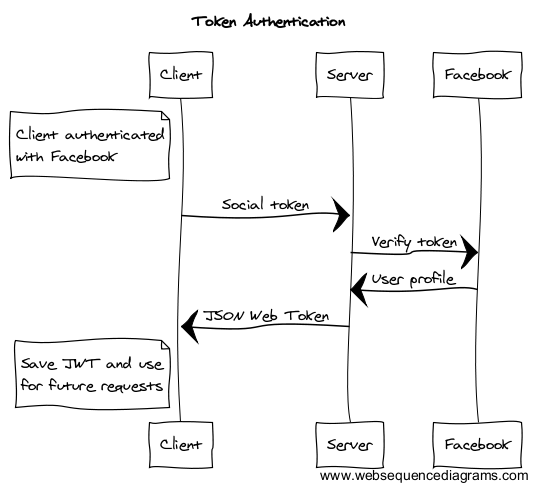 Token Authentication
Client
Server
Facebook
Client authenticated
with Facebook
Social token
Verify token
User profile
JSON Web Token
Save JWT and use
for future requests
Client
Server
Facebook
www.websequencediagrams.com